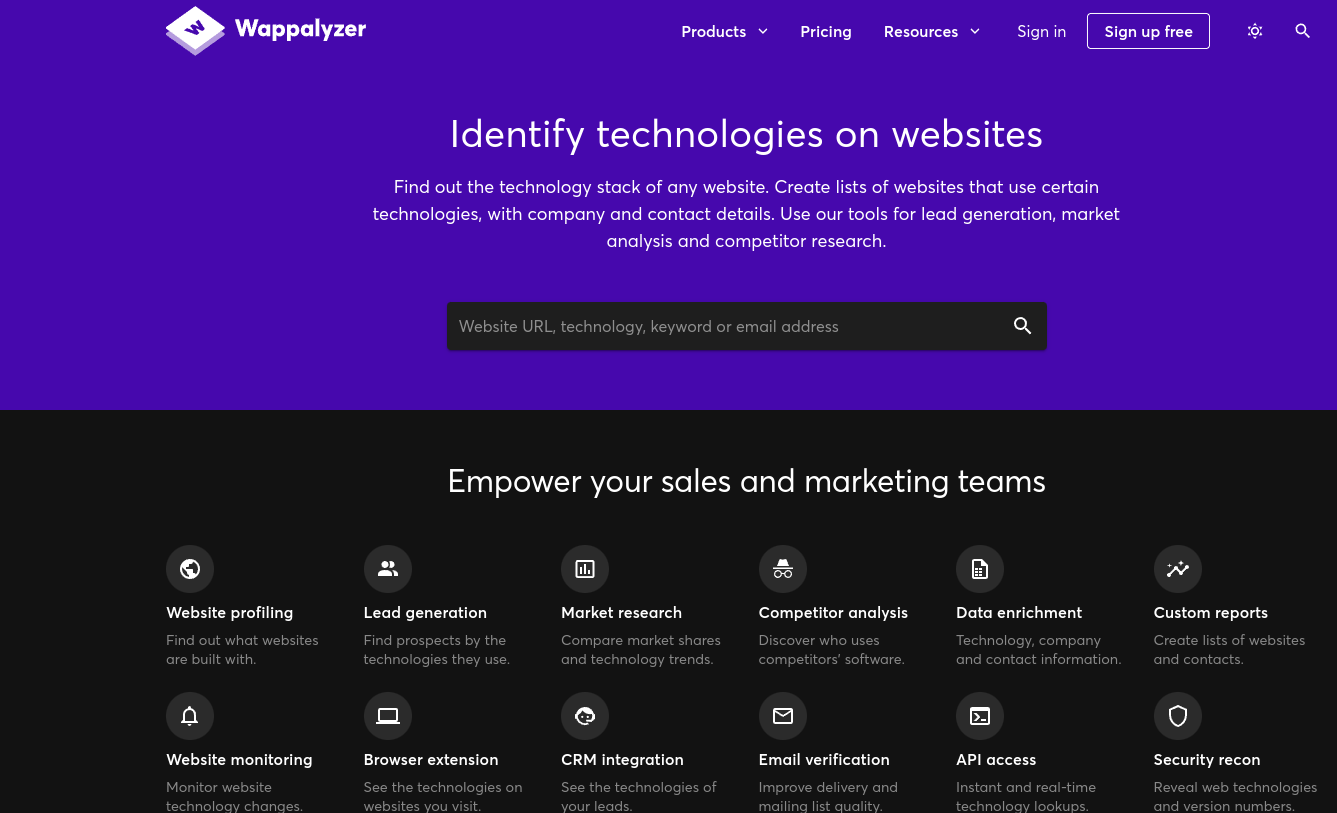 Wappalyzer
Products Pricing Resources Sign in Sign up free
Identify technologies on websites
Find out the technology stack of any website. Create lists of websites that use certain
technologies, with company and contact details. Use our tools for lead generation, market
analysis and competitor research.
Website URL, technology, keyword or email address
Empower your sales and marketing teams
Website profiling
Find out what websites
are built with.
Lead generation
Find prospects by the
technologies they use.
Market research
Compare market shares
and technology trends.
Competitor analysis
Discover who uses
competitors' software.
Data enrichment
Technology, company
and contact information.
Custom reports
Create lists of websites
and contacts.
Website monitoring
Monitor website
technology changes.
Browser extension
See the technologies on
websites you visit.
CRM integration
See the technologies of
your leads.
Email verification
Improve delivery and
mailing list quality.
API access
Instant and real-time
technology lookups.
Security recon
Reveal web technologies
and version numbers.